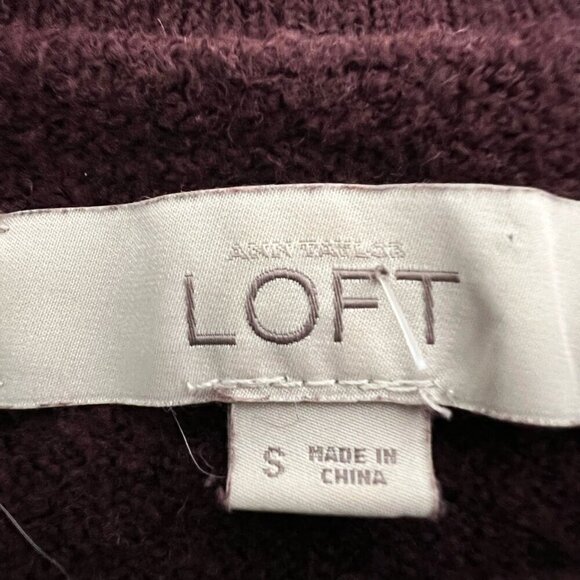 ANN TAYLOR
LOFT
S MADE IN
CHINA